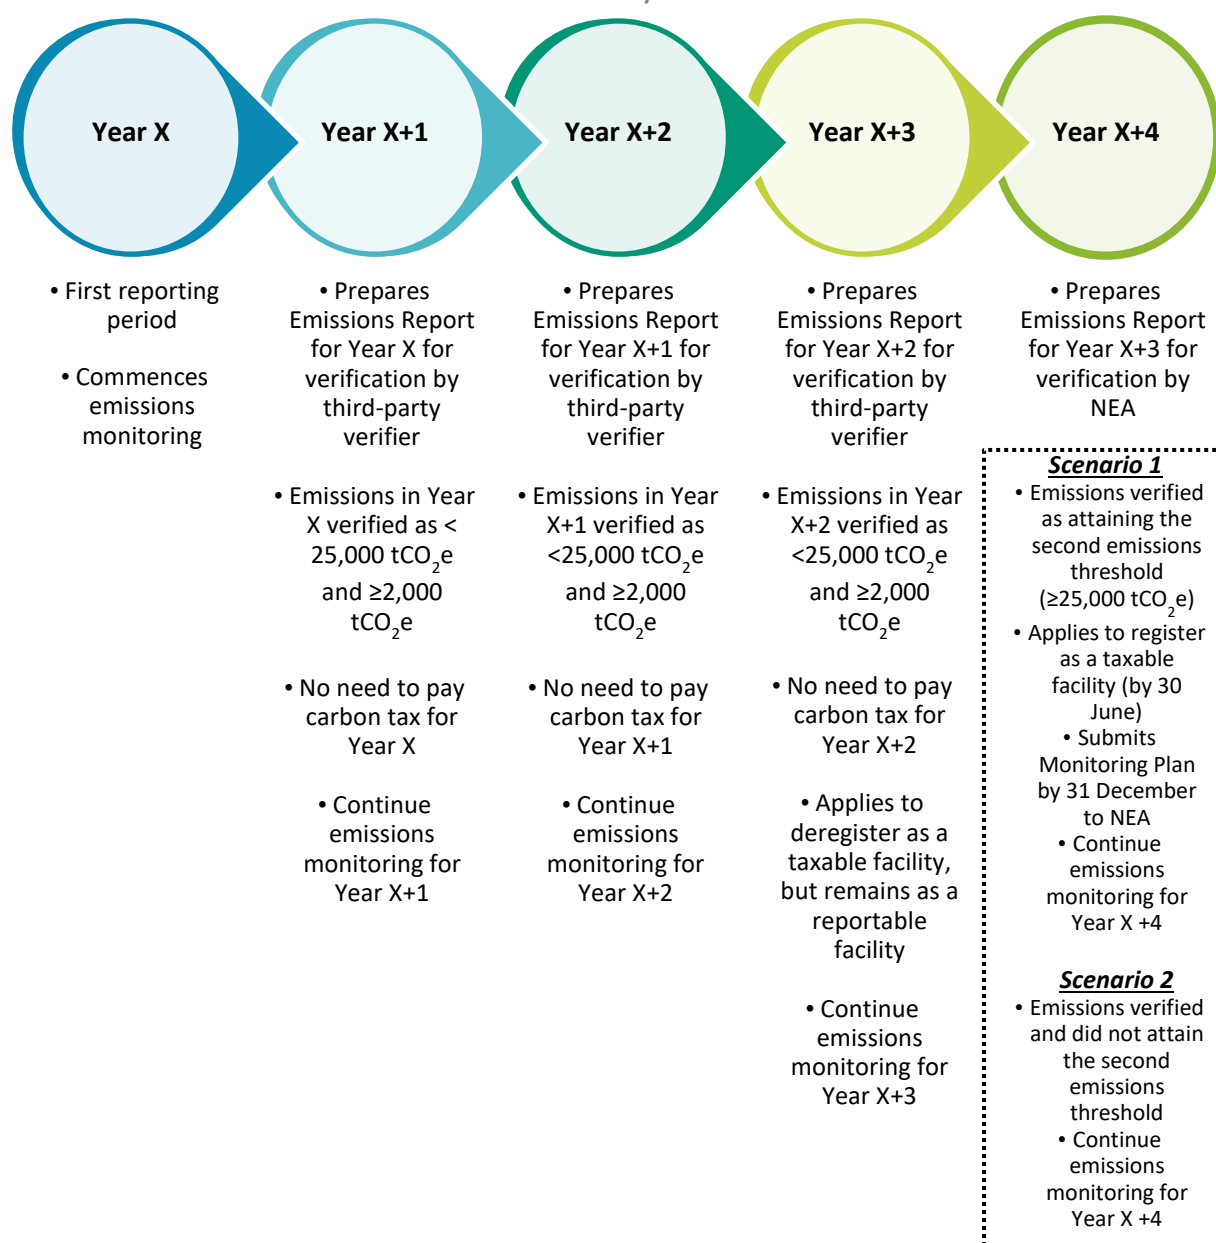 Year X
Year X+1
Year X+2
Year X+3
Year X+4
• First reporting
period
• Commences
emissions
monitoring
• Prepares
Emissions Report
for Year X for
verification by
third-party
verifier
• Emissions in Year
X verified as <
25,000 tCO₂e
and ≥2,000
tCO₂e
• No need to pay
carbon tax for
Year X
• Continue
emissions
monitoring for
Year X+1
• Prepares
Emissions Report
for Year X+1 for
verification by
third-party
verifier
• Emissions in Year
X+1 verified as
<25,000 tCO₂e
and ≥2,000
tCO₂e
• No need to pay
carbon tax for
Year X+1
• Continue
emissions
monitoring for
Year X+2
• Prepares
Emissions Report
for Year X+2 for
verification by
third-party
verifier
• Emissions in Year
X+2 verified as
<25,000 tCO₂e
and ≥2,000
tCO₂e
• No need to pay
carbon tax for
Year X+2
• Applies to
deregister as a
taxable facility,
but remains as a
reportable
facility
• Continue
emissions
monitoring for
Year X+3
• Prepares
Emissions Report
for Year X+3 for
verification by
NEA
Scenario 1
• Emissions verified
as attaining the
second emissions
threshold
(≥25,000 tCO₂e)
• Applies to register
as a taxable
facility (by 30
June)
• Submits
Monitoring Plan
by 31 December
to NEA
• Continue
emissions
monitoring for
Year X +4
Scenario 2
• Emissions verified
and did not attain
the second
emissions
threshold
• Continue
emissions
monitoring for
Year X +4